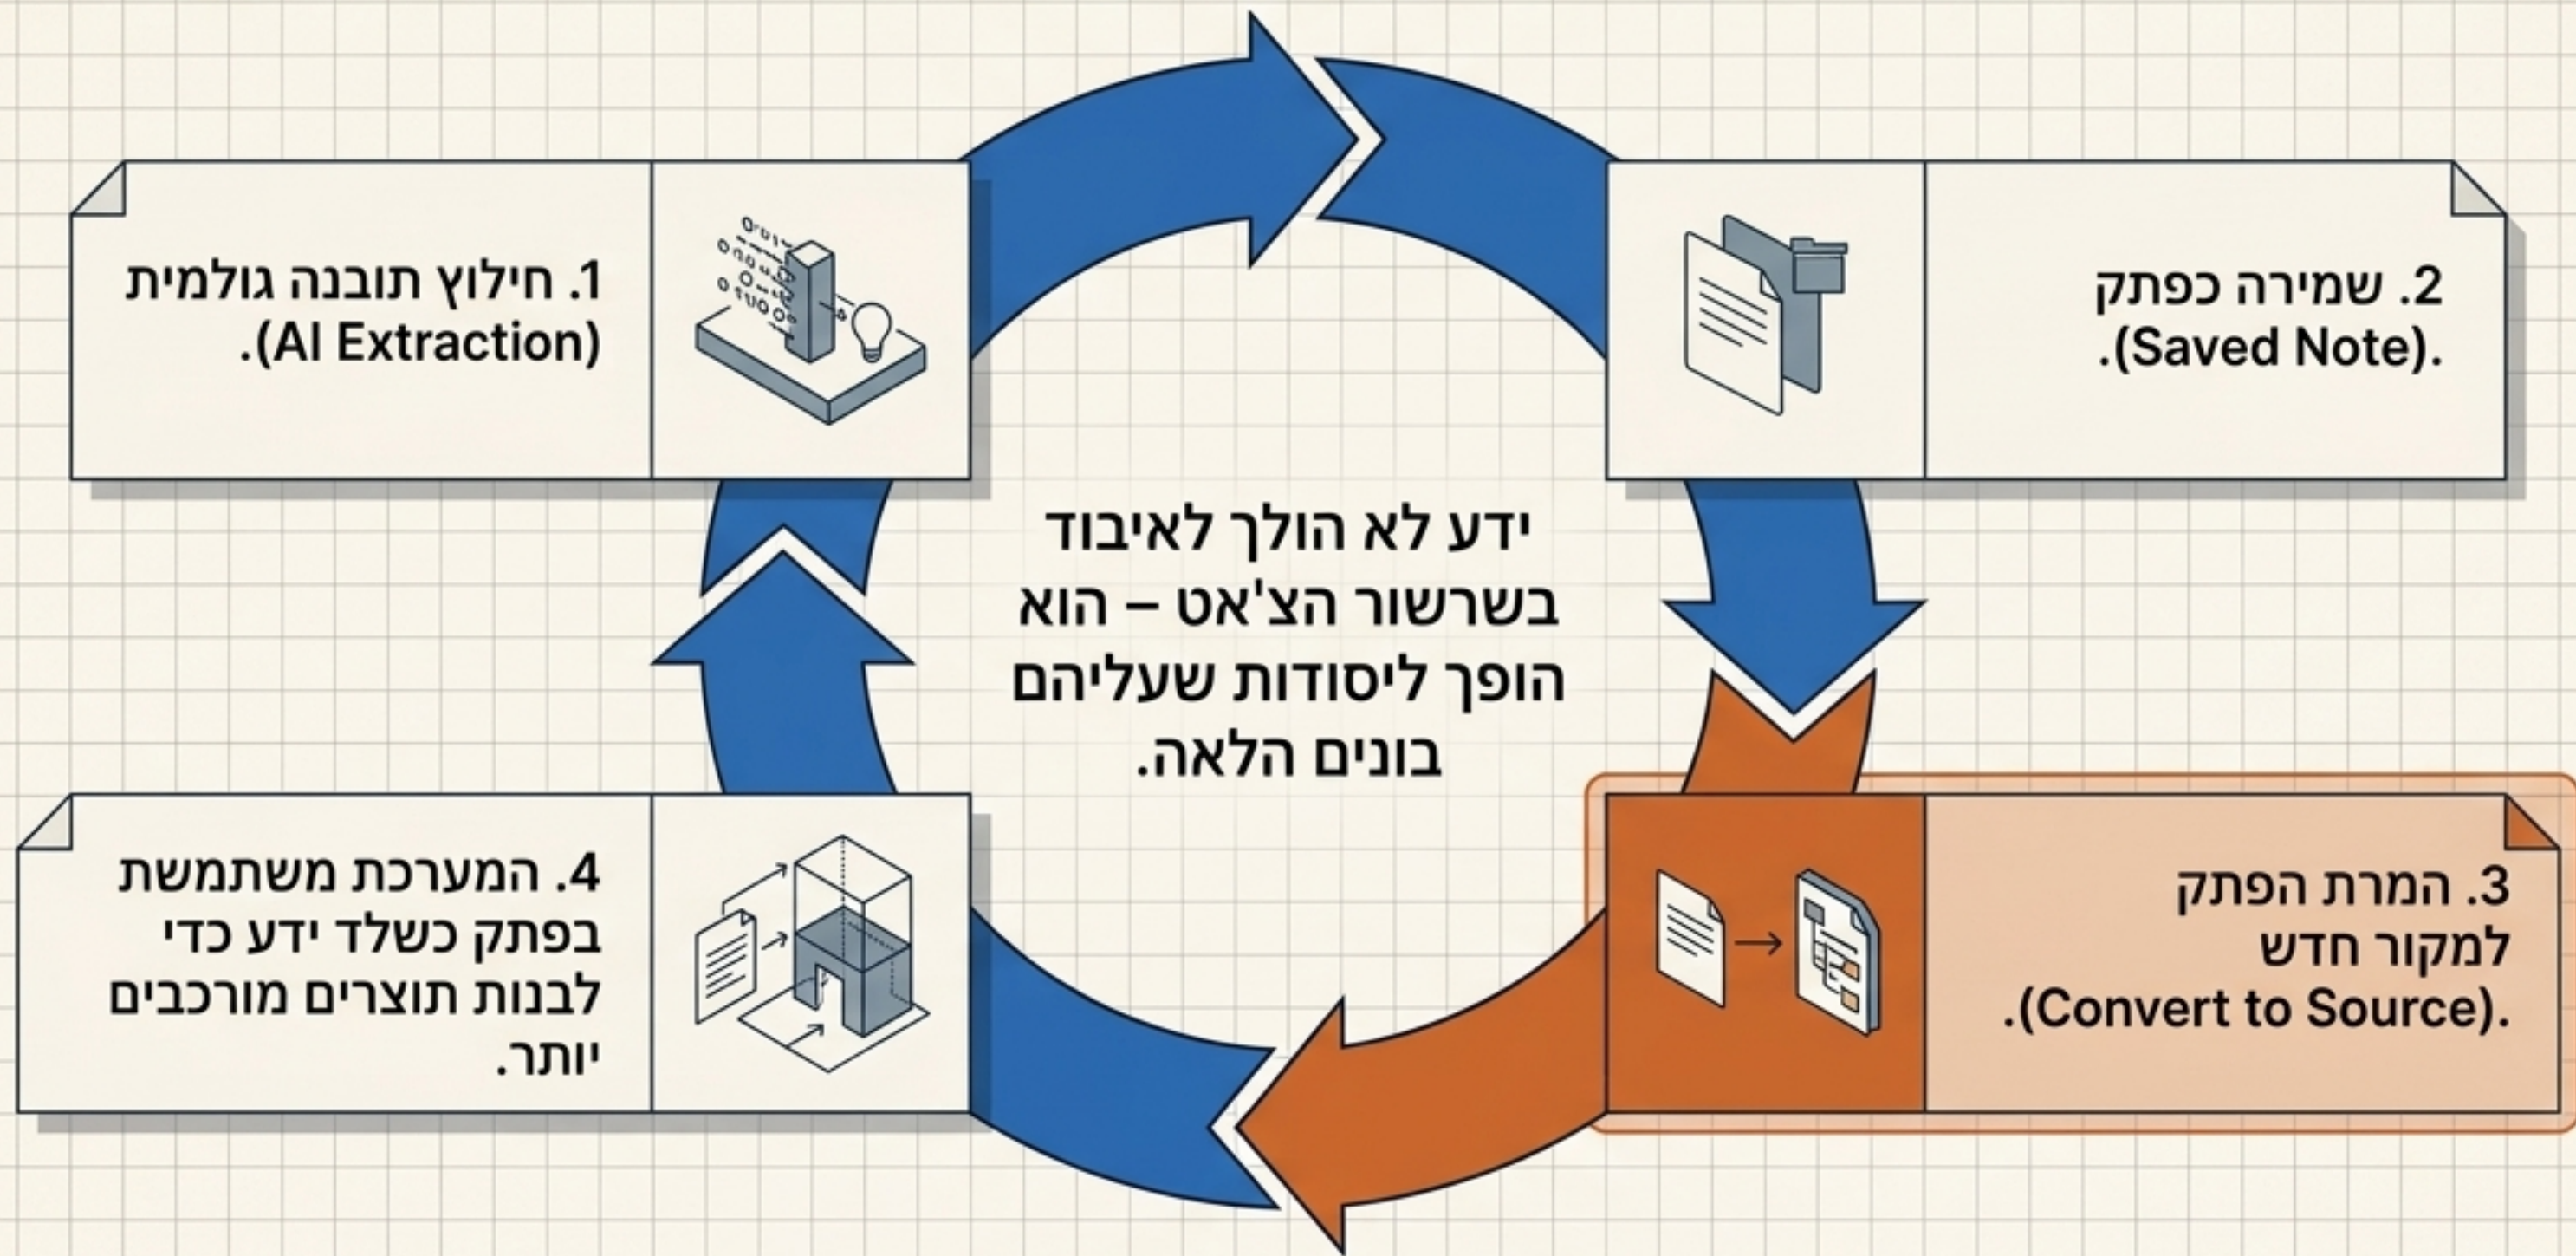 1. חילוץ תובנה גולמית
(AI Extraction).
2. שמירה כפתק
.(Saved Note).
ידע לא הולך לאיבוד
בשרשור הצ'אט – הוא
הופך ליסודות שעליהם
בונים הלאה.
3. המרת הפתק
למקור חדש
.(Convert to Source).
4. המערכת משתמשת
בפתק כשלד ידע כדי
לבנות תוצרים מורכבים
יותר.